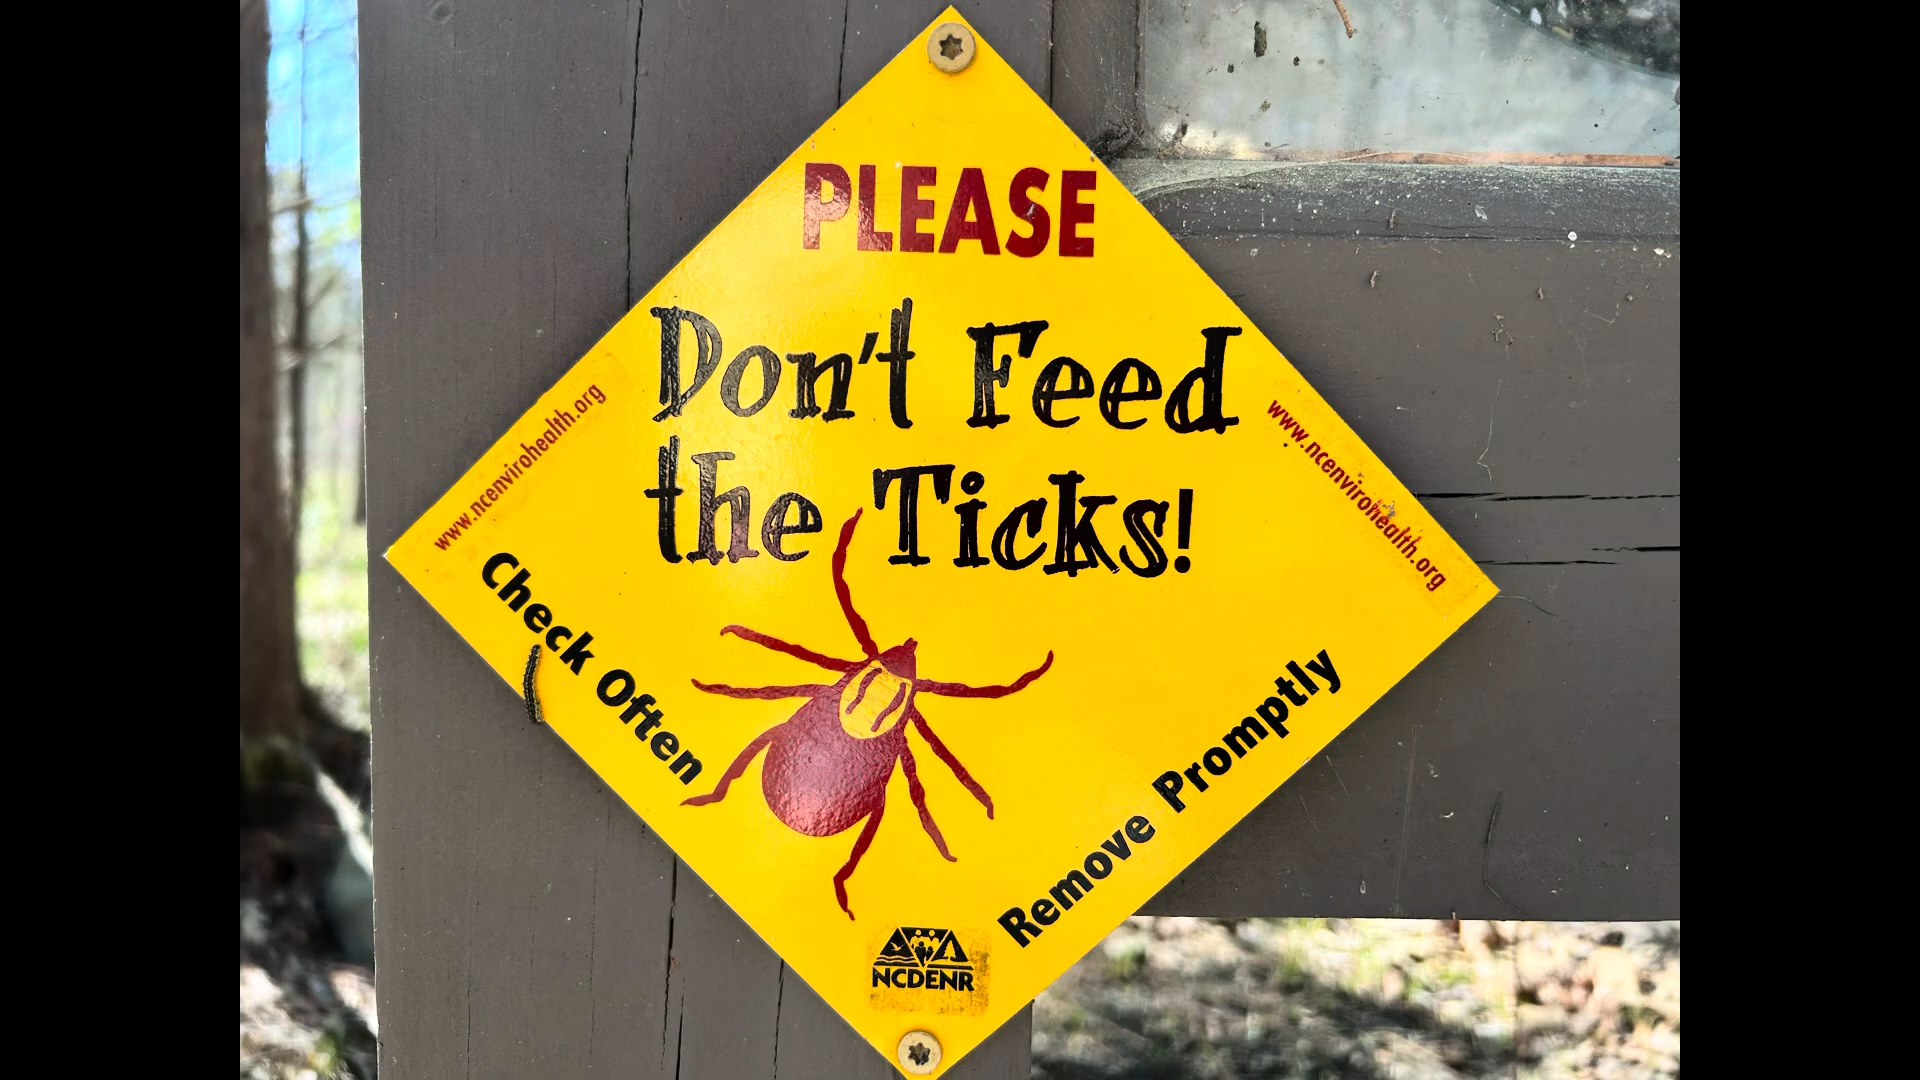 PLEASE
Don't Feed
the Ticks!
www.ncenvirohealth.org
www.ncenvirohealth.org
Check Often
Remove Promptly
NCDENR